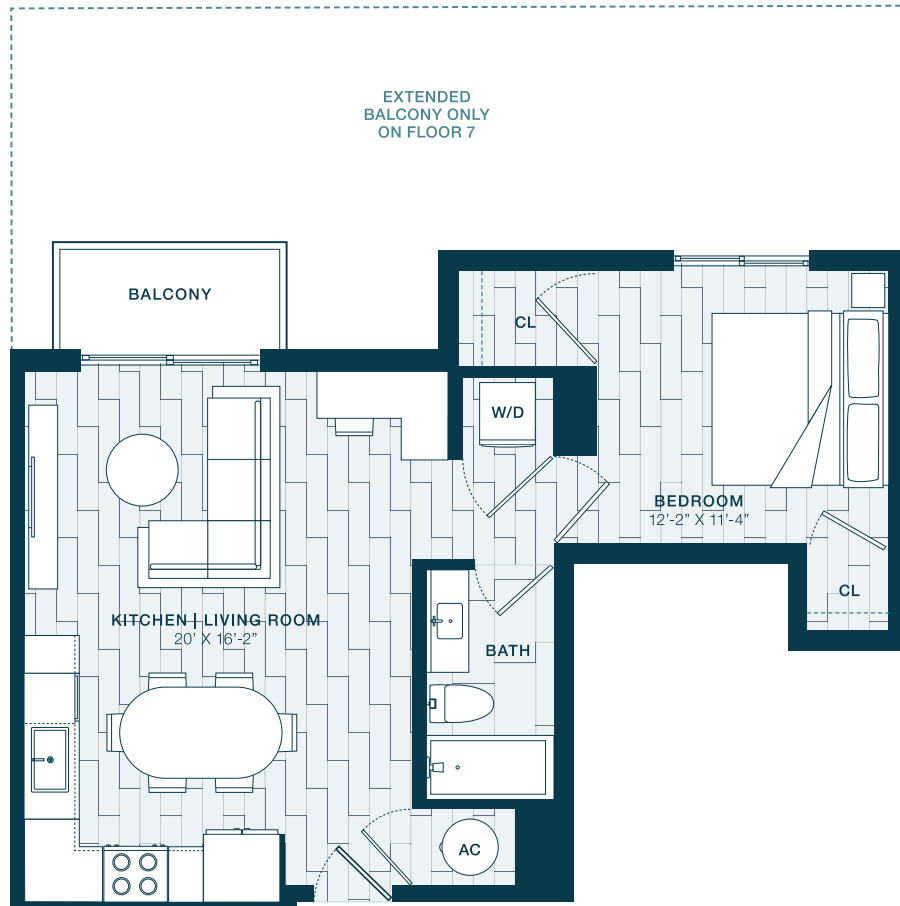 EXTENDED
BALCONY ONLY
ON FLOOR 7
BALCONY
CL
W/D
BEDROOM
12’-2” X 11’-4”
CL
KITCHEN | LIVING ROOM
20’ X 16’-2”
BATH
AC